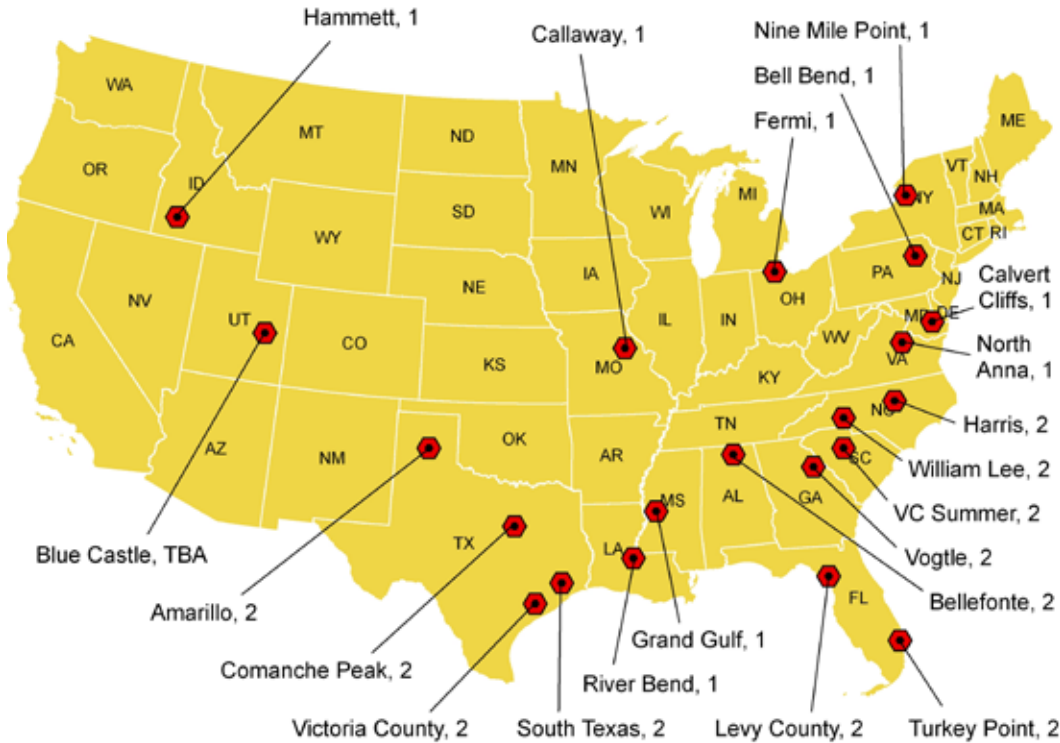 Hammett, 1
Callaway, 1
Nine Mile Point, 1
Bell Bend, 1
Fermi, 1
WA
MT
ND
MN
ME
VT
NH
OR
ID
SD
WI
MI
NY
MA
CT
RI
WY
IA
PA
NJ
NE
OH
Calvert
Cliffs, 1
NV
UT
IL
IN
MD
DE
CA
CO
WV
KS
MO
VA
North
Anna, 1
KY
NC
Harris, 2
TN
AZ
NM
OK
AR
SC
William Lee, 2
MS
AL
GA
VC Summer, 2
Blue Castle, TBA
TX
LA
Vogtle, 2
FL
Bellefonte, 2
Amarillo, 2
Grand Gulf, 1
Comanche Peak, 2
River Bend, 1
Victoria County, 2
South Texas, 2
Levy County, 2
Turkey Point, 2